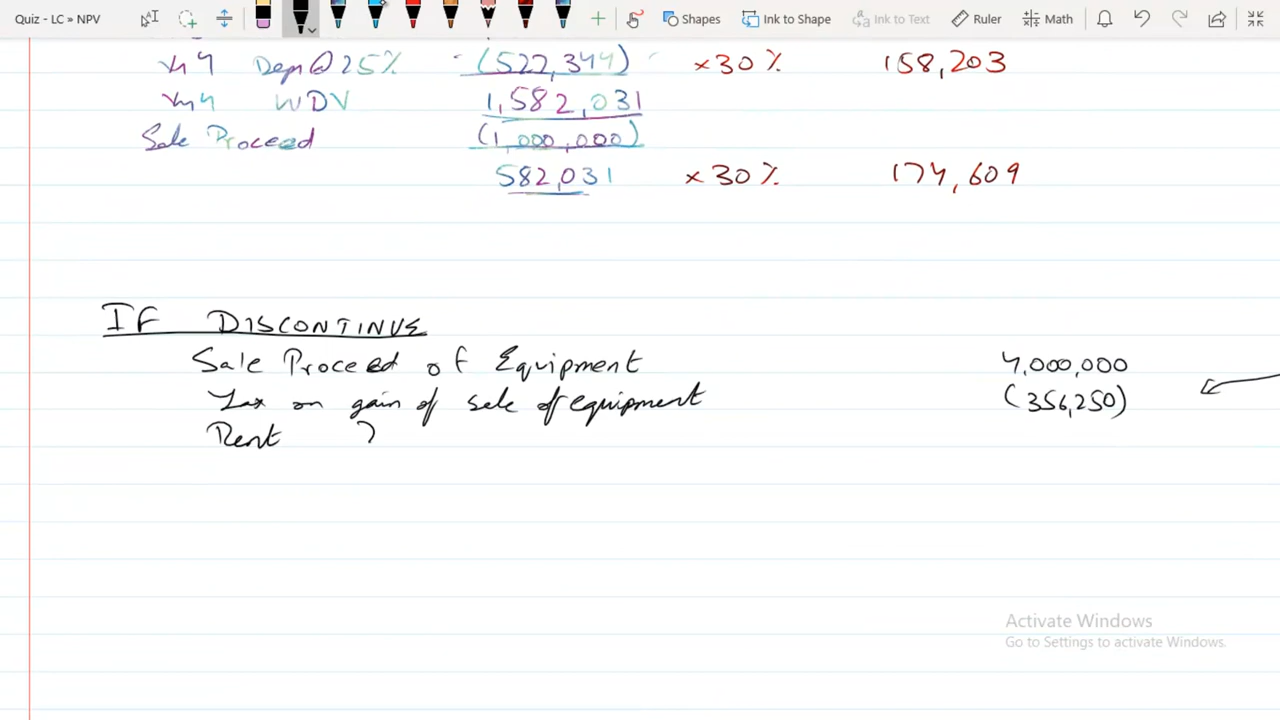 Quiz - LC » NPV
Shapes
Ink to Shape
Ink to Text
Ruler
Math
Yr 4 Depn @ 25% (527,344) × 30% 158,203
Yr 4 WDV 1,582,031
Sale Proceed (1,000,000)
582,031 × 30% 174,609
IF DISCONTINUE
Sale Proceed of Equipment 4,000,000
Tax on gain of sale of equipment (356,250)
Rent
Activate Windows
Go to Settings to activate Windows.